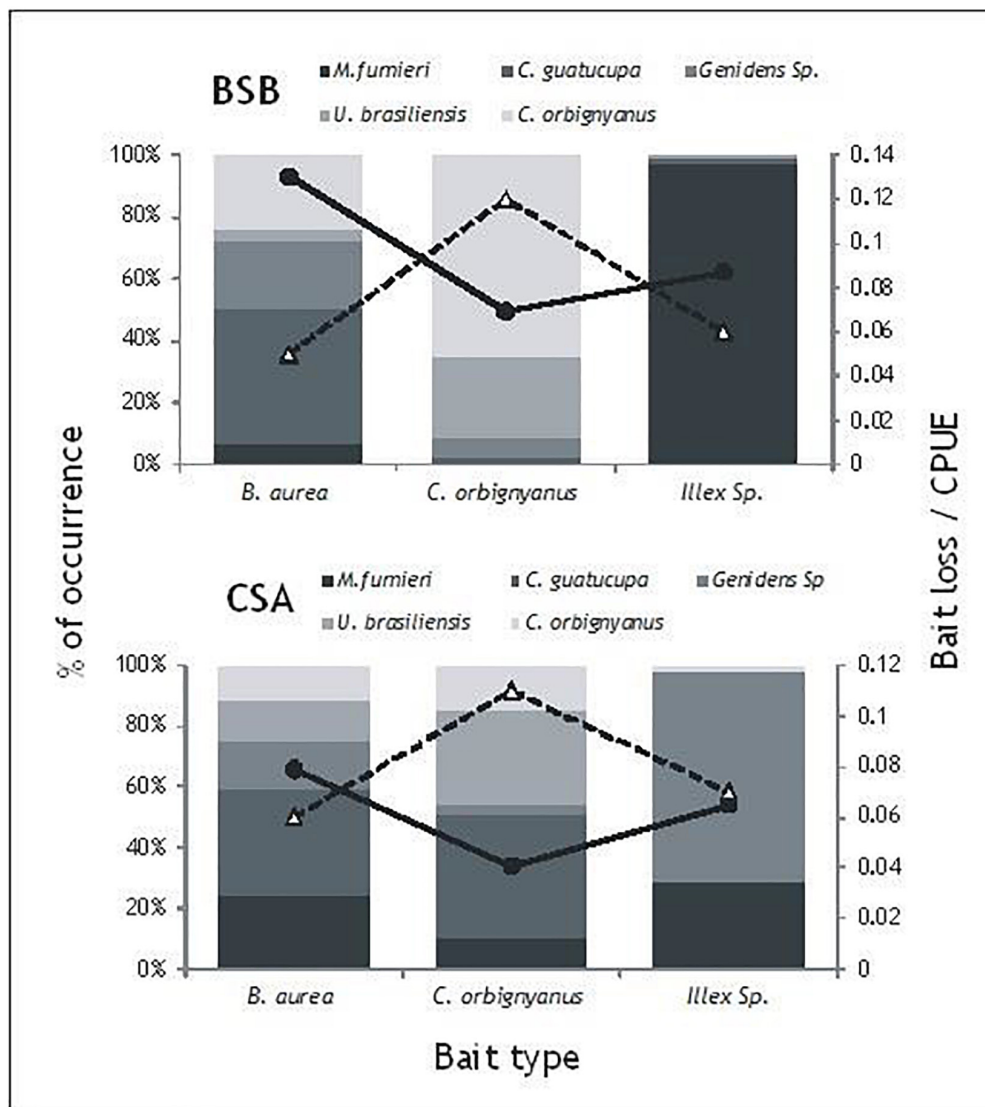 BSB
M.fumieri C. guatucupa Genidens Sp.
U. brasiliensis C. orbignyanus
100% 0.14
80% 0.12
0.1
60% 0.08
40% 0.06
0.04
20% 0.02
0% 0
B. aurea C. orbignyanus Illex Sp.
% of occurrence
Bait loss / CPUE
CSA
M.fumieri C. guatucupa Genidens Sp
U. brasiliensis C. orbignyanus
100% 0.12
80% 0.1
0.08
60% 0.06
40% 0.04
20% 0.02
0% 0
B. aurea C. orbignyanus Illex Sp.
Bait type